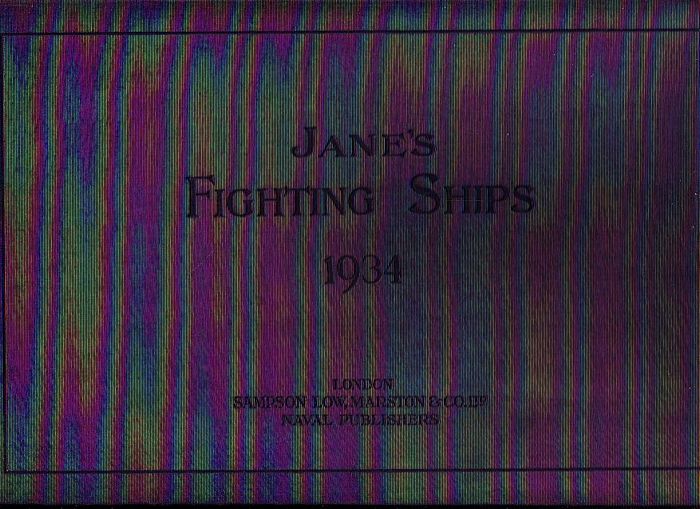 JANE'S
FIGHTING SHIPS
1934
LONDON
SAMPSON LOW, MARSTON & CO. LTD
NAVAL PUBLISHERS